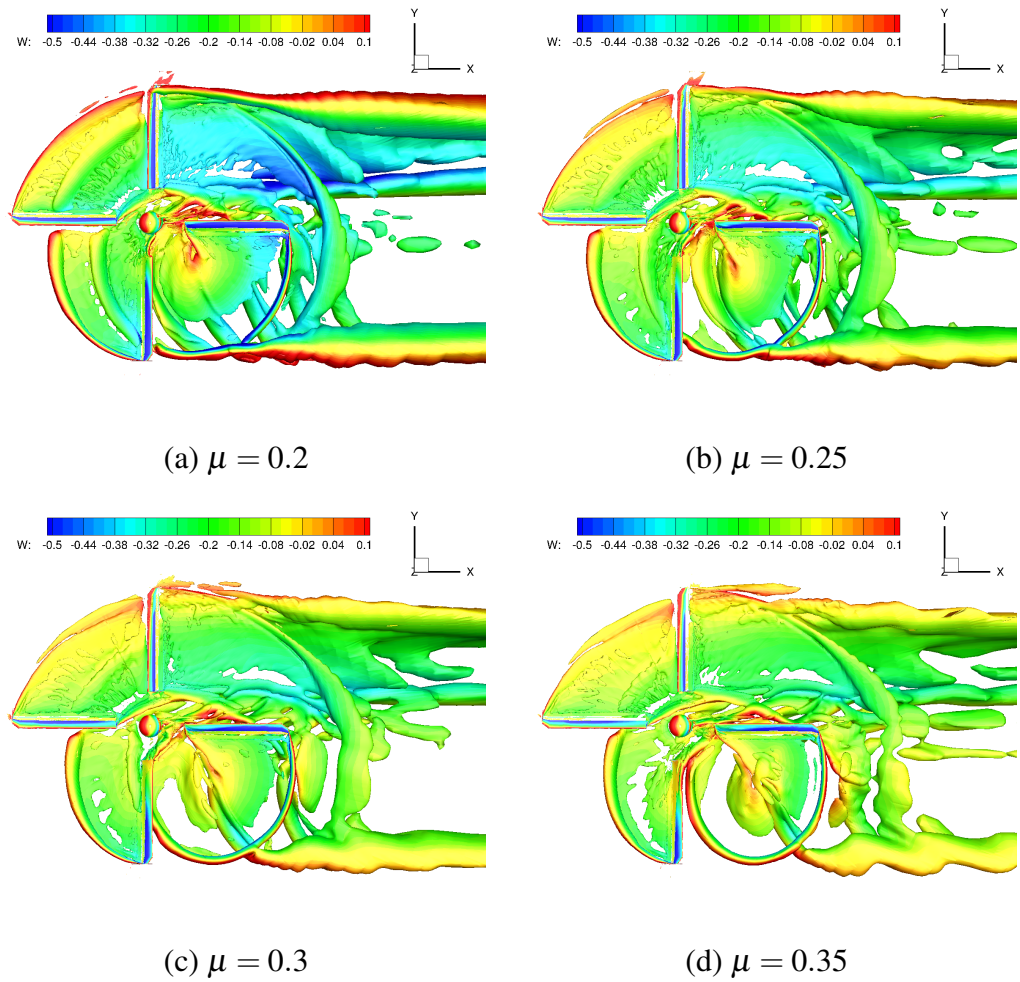 W: -0.5 -0.44 -0.38 -0.32 -0.26 -0.2 -0.14 -0.08 -0.02 0.04 0.1
Y
Z X
W: -0.5 -0.44 -0.38 -0.32 -0.26 -0.2 -0.14 -0.08 -0.02 0.04 0.1
Y
Z X
(a) μ = 0.2
(b) μ = 0.25
W: -0.5 -0.44 -0.38 -0.32 -0.26 -0.2 -0.14 -0.08 -0.02 0.04 0.1
Y
Z X
W: -0.5 -0.44 -0.38 -0.32 -0.26 -0.2 -0.14 -0.08 -0.02 0.04 0.1
Y
Z X
(c) μ = 0.3
(d) μ = 0.35